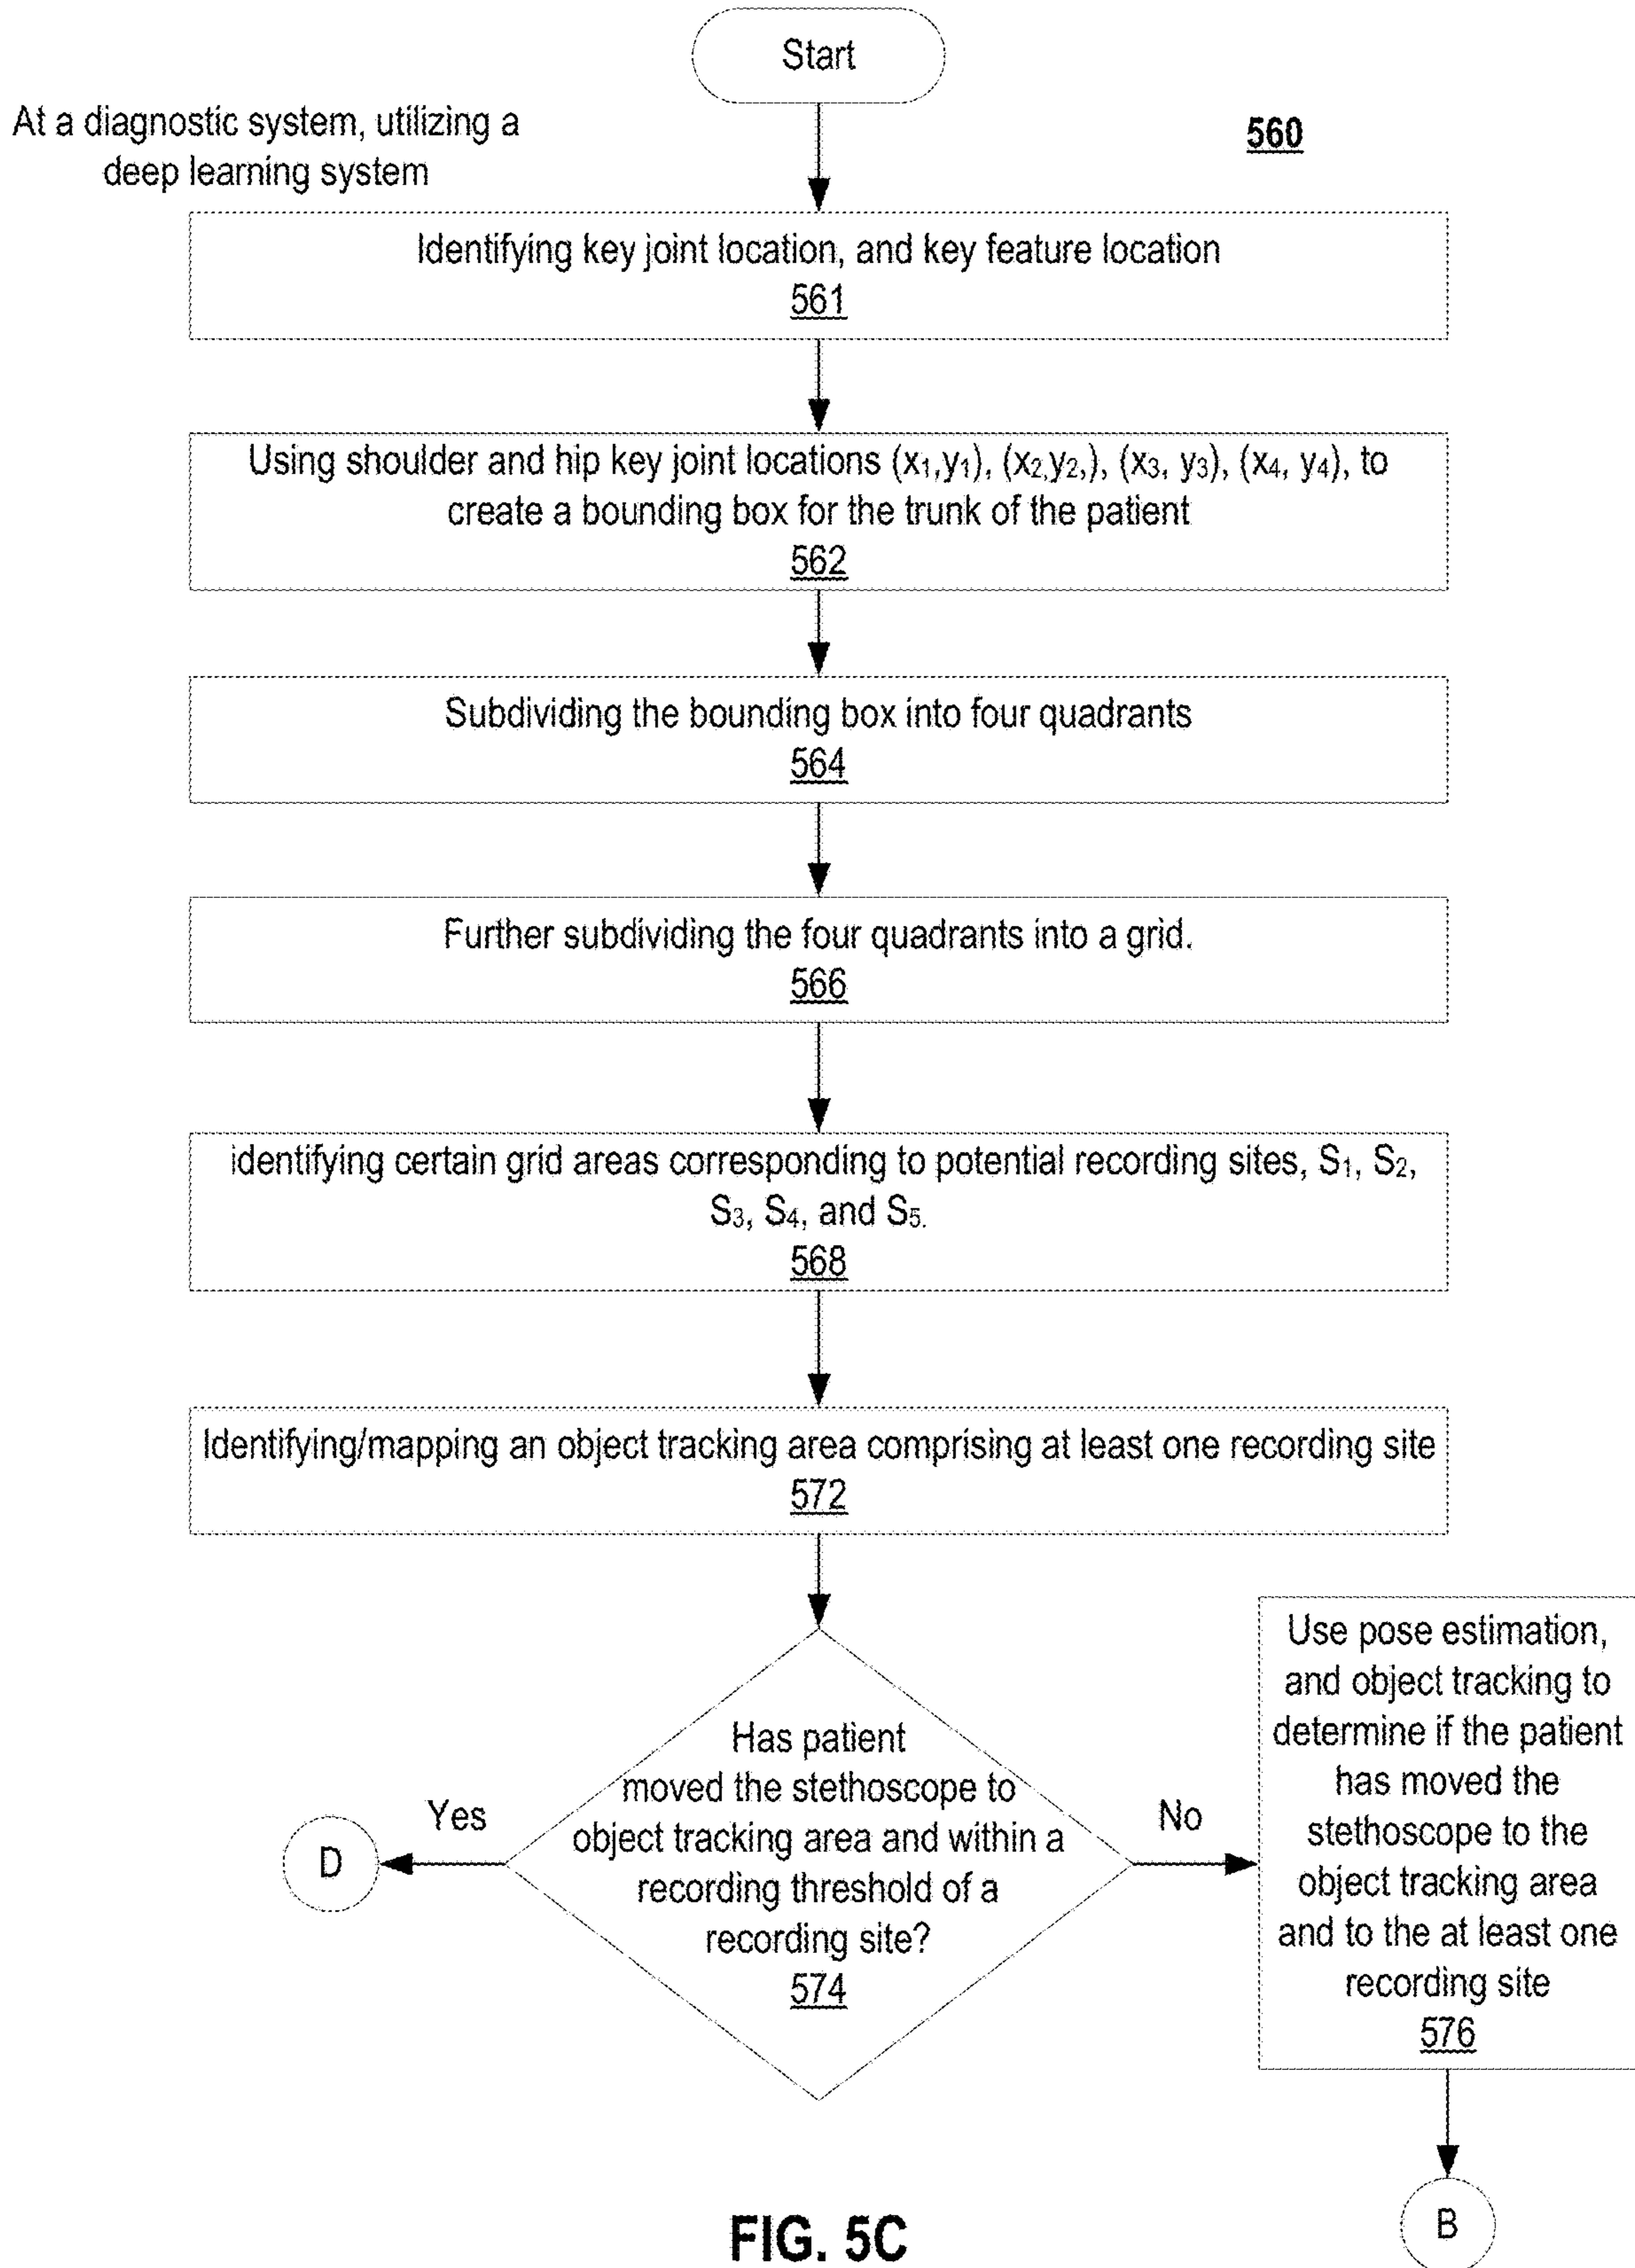 Start
At a diagnostic system, utilizing a
deep learning system
560
Identifying key joint location, and key feature location
561
Using shoulder and hip key joint locations (x₁,y₁), (x₂,y₂,), (x₃, y₃), (x₄, y₄), to
create a bounding box for the trunk of the patient
562
Subdividing the bounding box into four quadrants
564
Further subdividing the four quadrants into a grid.
566
identifying certain grid areas corresponding to potential recording sites, S₁, S₂,
S₃, S₄, and S₅.
568
Identifying/mapping an object tracking area comprising at least one recording site
572
Has patient
moved the stethoscope to
object tracking area and within a
recording threshold of a
recording site?
574
Yes
D
No
Use pose estimation,
and object tracking to
determine if the patient
has moved the
stethoscope to the
object tracking area
and to the at least one
recording site
576
B
FIG. 5C